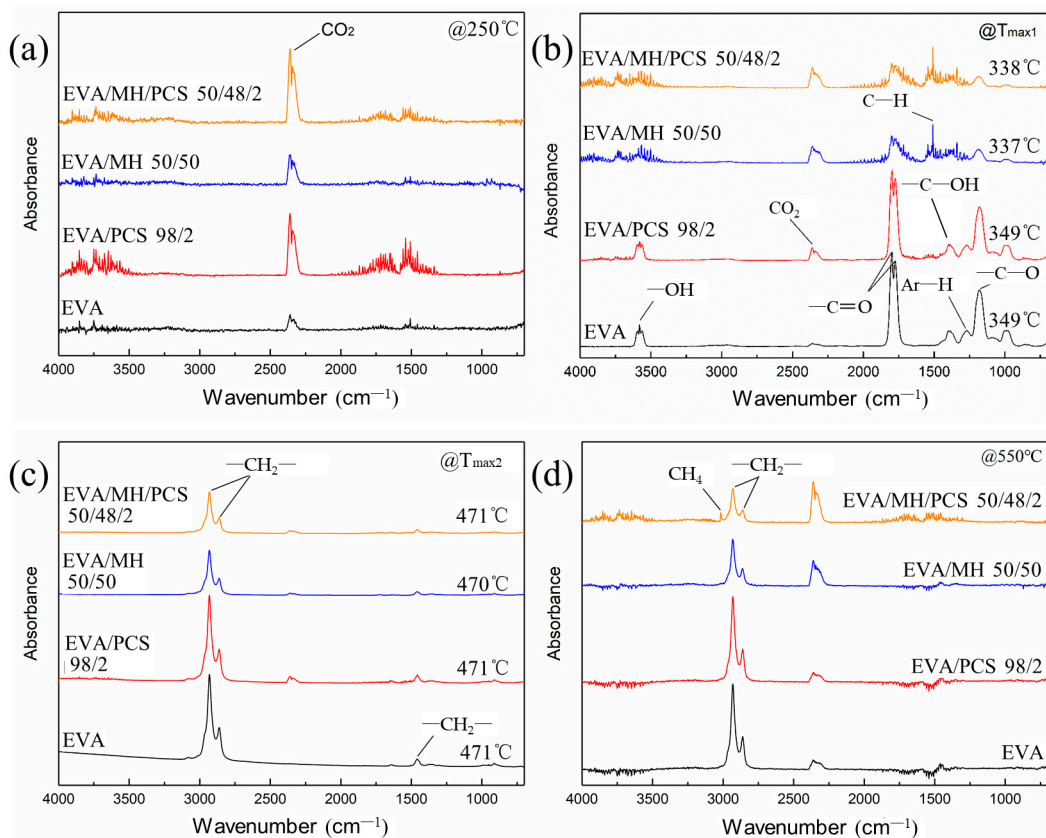 (a)
CO₂
@250℃
EVA/MH/PCS 50/48/2
EVA/MH 50/50
EVA/PCS 98/2
EVA
Absorbance
4000 3500 3000 2500 2000 1500 1000
Wavenumber (cm⁻¹)
(b)
@Tmax1
EVA/MH/PCS 50/48/2
338℃
C—H
EVA/MH 50/50
337℃
—C—OH
CO₂
EVA/PCS 98/2
349℃
—OH
—C=O
Ar—H
—C—O
EVA
349℃
Absorbance
4000 3500 3000 2500 2000 1500 1000
Wavenumber (cm⁻¹)
(c)
—CH₂—
@Tmax2
EVA/MH/PCS
50/48/2
471℃
EVA/MH
50/50
470℃
EVA/PCS
98/2
471℃
—CH₂—
EVA
471℃
Absorbance
4000 3500 3000 2500 2000 1500 1000
Wavenumber (cm⁻¹)
(d)
@550℃
CH₄
—CH₂—
EVA/MH/PCS 50/48/2
EVA/MH 50/50
EVA/PCS 98/2
EVA
Absorbance
4000 3500 3000 2500 2000 1500 1000
Wavenumber (cm⁻¹)